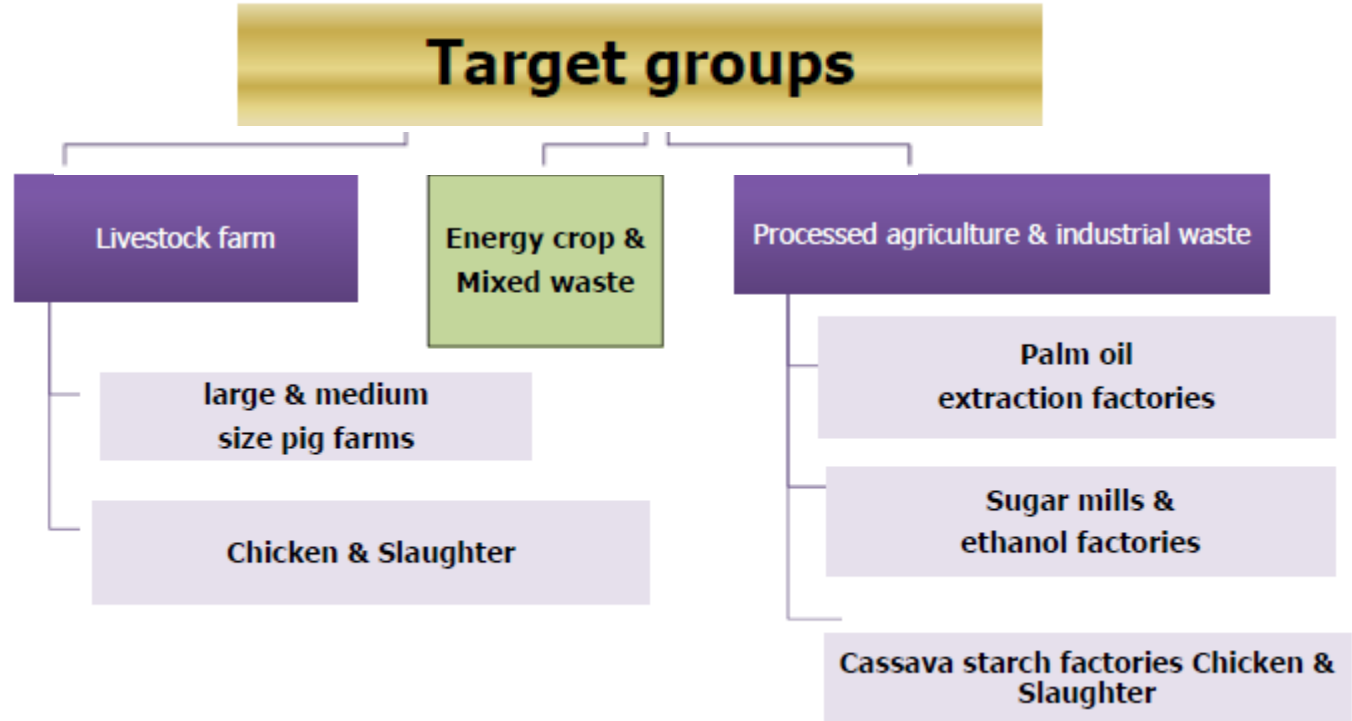 Target groups
Livestock farm
Energy crop &
Mixed waste
Processed agriculture & industrial waste
large & medium
size pig farms
Chicken & Slaughter
Palm oil
extraction factories
Sugar mills &
ethanol factories
Cassava starch factories Chicken &
Slaughter